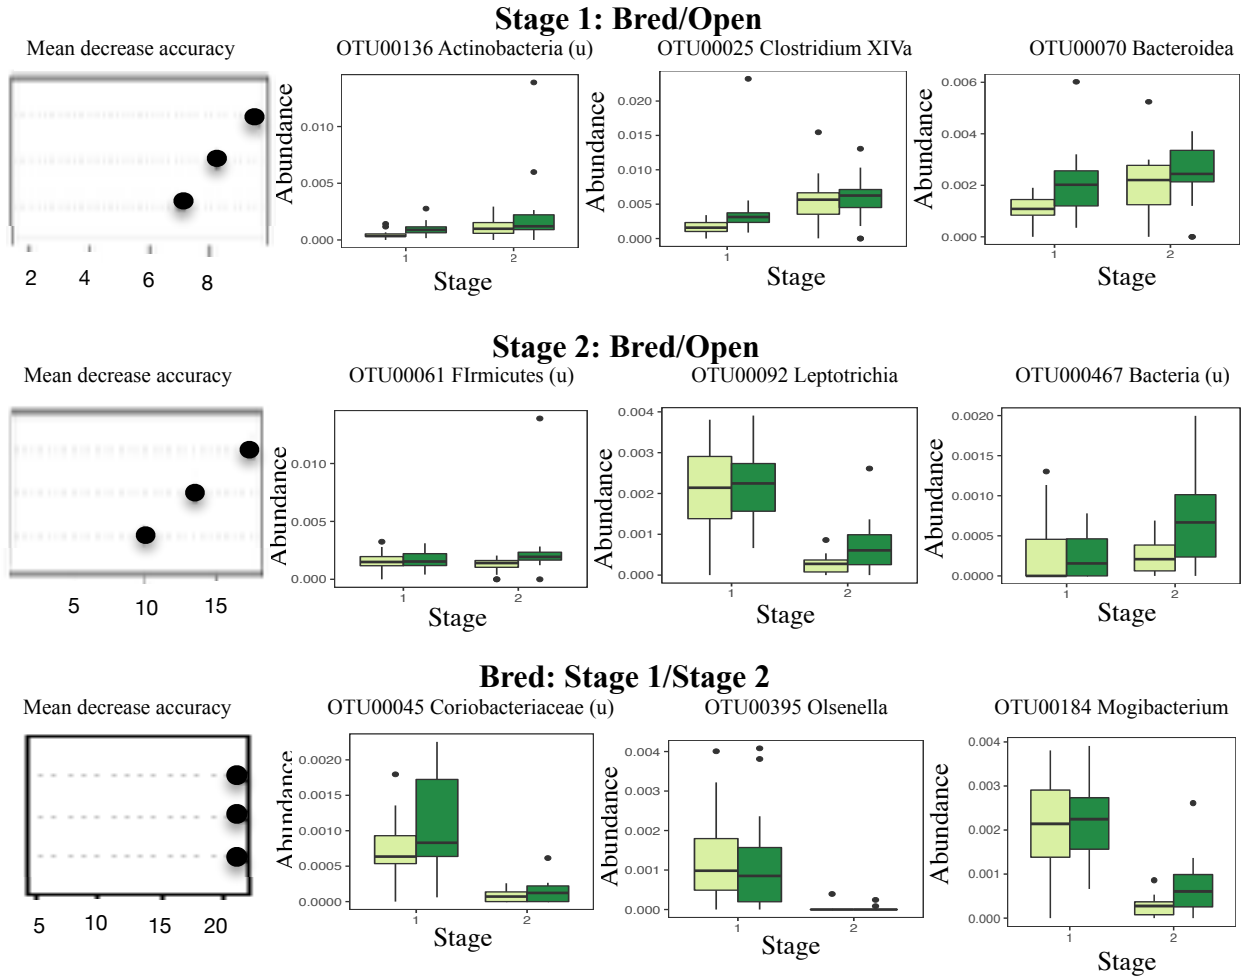 Stage 1: Bred/Open
Mean decrease accuracy
OTU00136 Actinobacteria (u)
OTU00025 Clostridium XIVa
OTU00070 Bacteroidea
2 4 6 8
Abundance
0.010
0.005
0.000
1 2
Stage
Abundance
0.020
0.015
0.010
0.005
0.000
1 2
Stage
Abundance
0.006
0.004
0.002
0.000
1 2
Stage
Stage 2: Bred/Open
Mean decrease accuracy
OTU00061 FIrmicutes (u)
OTU00092 Leptotrichia
OTU000467 Bacteria (u)
5 10 15
Abundance
0.010
0.005
0.000
1 2
Stage
Abundance
0.004
0.003
0.002
0.001
0.000
1 2
Stage
Abundance
0.0020
0.0015
0.0010
0.0005
0.0000
1 2
Stage
Bred: Stage 1/Stage 2
Mean decrease accuracy
OTU00045 Coriobacteriaceae (u)
OTU00395 Olsenella
OTU00184 Mogibacterium
5 10 15 20
Abundance
0.0020
0.0015
0.0010
0.0005
0.0000
1 2
Stage
Abundance
0.004
0.003
0.002
0.001
0.000
1 2
Stage
Abundance
0.004
0.003
0.002
0.001
0.000
1 2
Stage